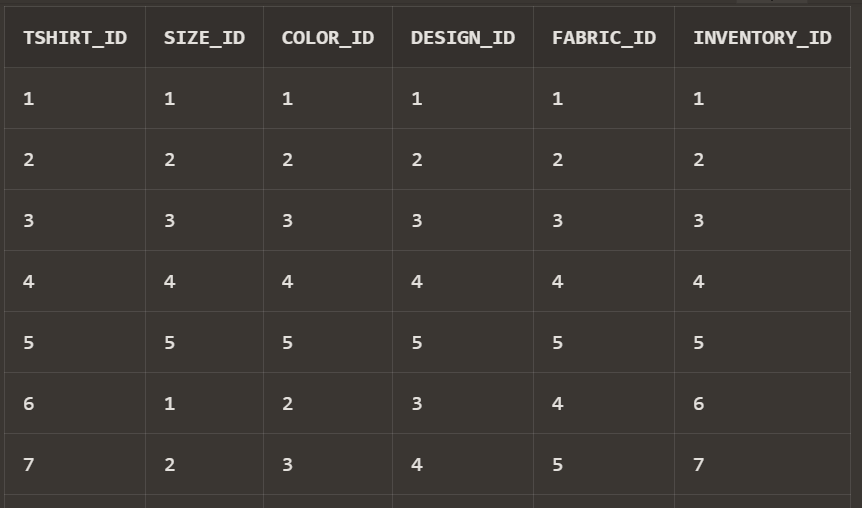 TSHIRT_ID SIZE_ID COLOR_ID DESIGN_ID FABRIC_ID INVENTORY_ID
1 1 1 1 1 1
2 2 2 2 2 2
3 3 3 3 3 3
4 4 4 4 4 4
5 5 5 5 5 5
6 1 2 3 4 6
7 2 3 4 5 7